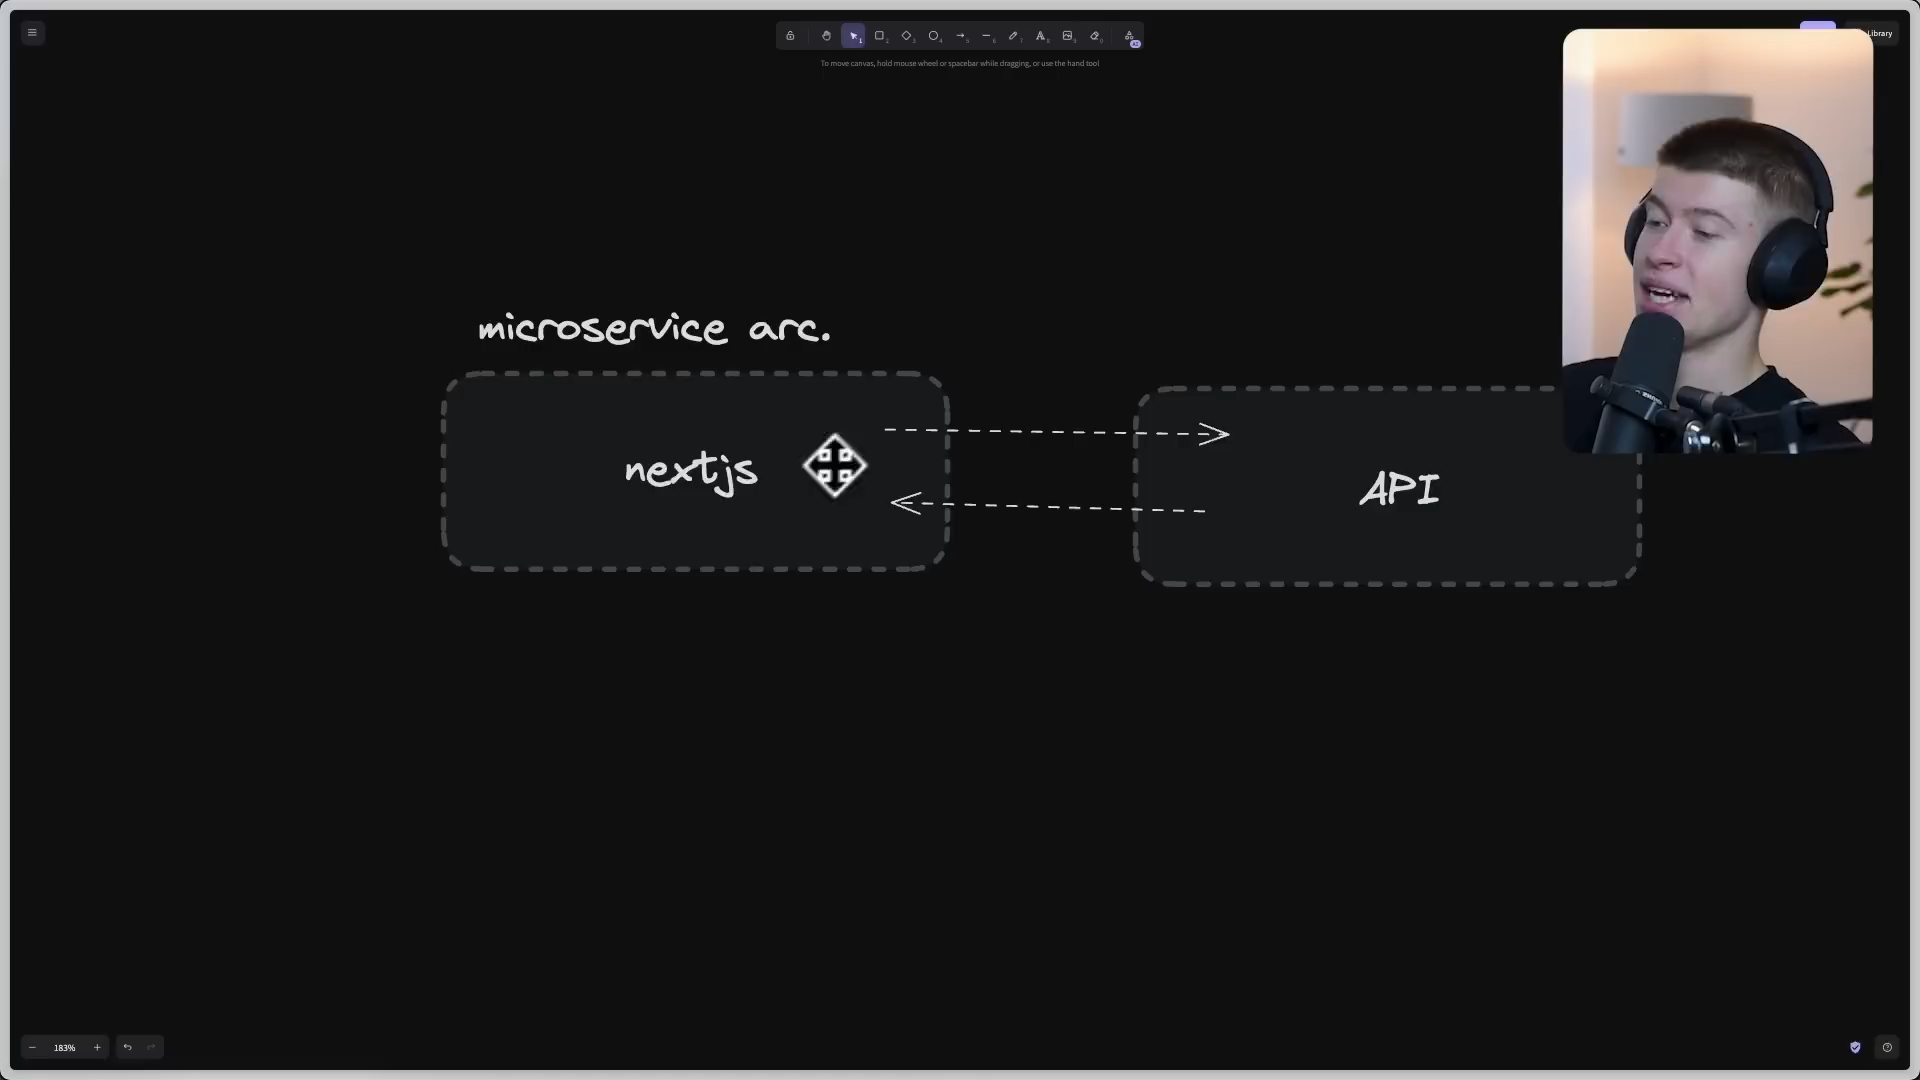 Library
To move canvas, hold mouse wheel or spacebar while dragging, or use the hand tool
microservice arc.
nextjs
API
183%